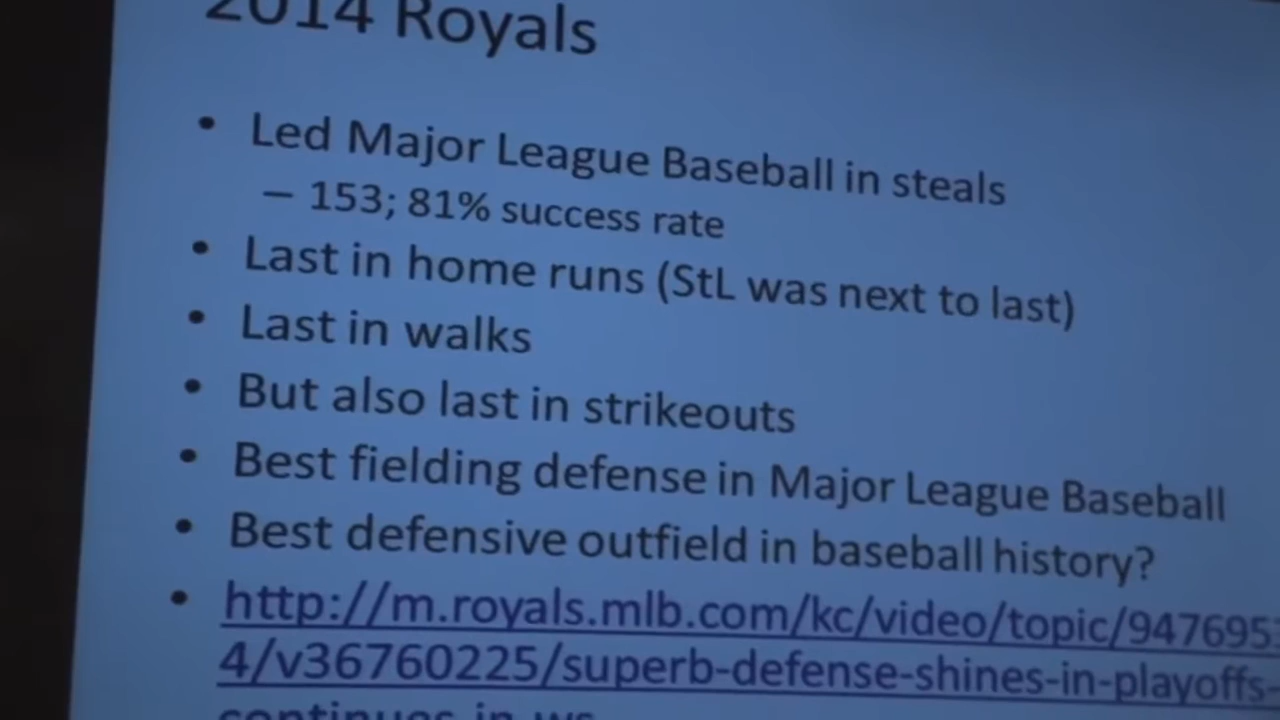 2014 Royals
• Led Major League Baseball in steals
– 153; 81% success rate
• Last in home runs (StL was next to last)
• Last in walks
• But also last in strikeouts
• Best fielding defense in Major League Baseball
• Best defensive outfield in baseball history?
• http://m.royals.mlb.com/kc/video/topic/947695
4/v36760225/superb-defense-shines-in-playoffs-
continues-in-ws